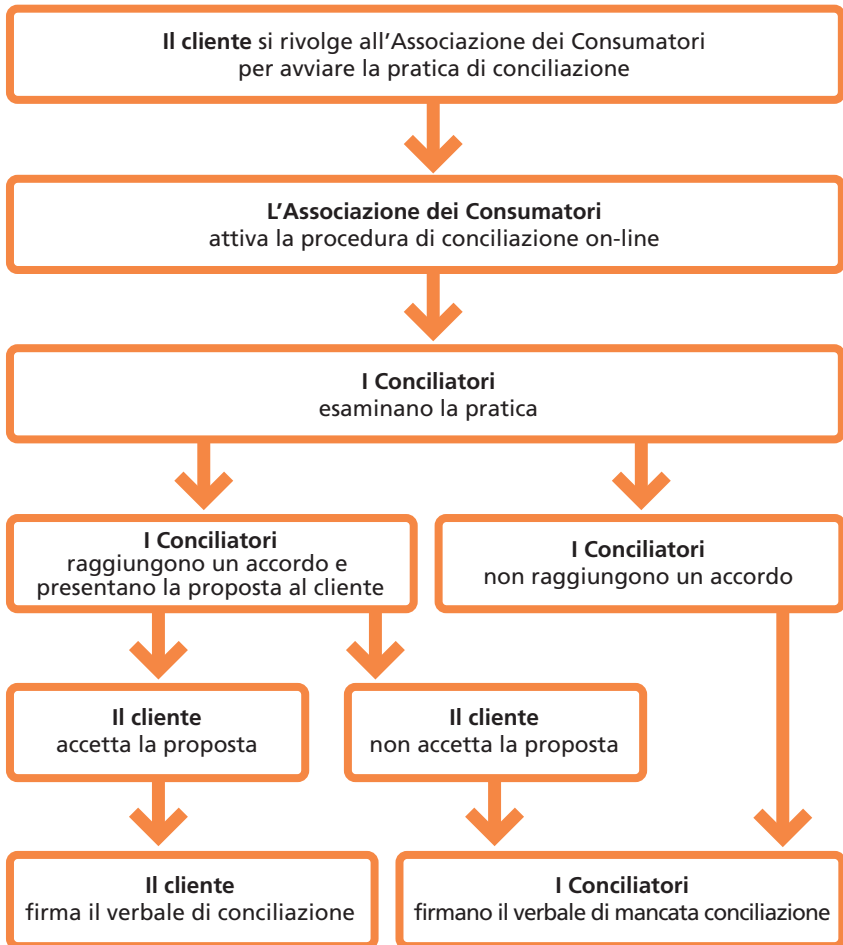 Il cliente si rivolge all'Associazione dei Consumatori
per avviare la pratica di conciliazione
L'Associazione dei Consumatori
attiva la procedura di conciliazione on-line
I Conciliatori
esaminano la pratica
I Conciliatori
raggiungono un accordo e
presentano la proposta al cliente
I Conciliatori
non raggiungono un accordo
Il cliente
accetta la proposta
Il cliente
non accetta la proposta
Il cliente
firma il verbale di conciliazione
I Conciliatori
firmano il verbale di mancata conciliazione